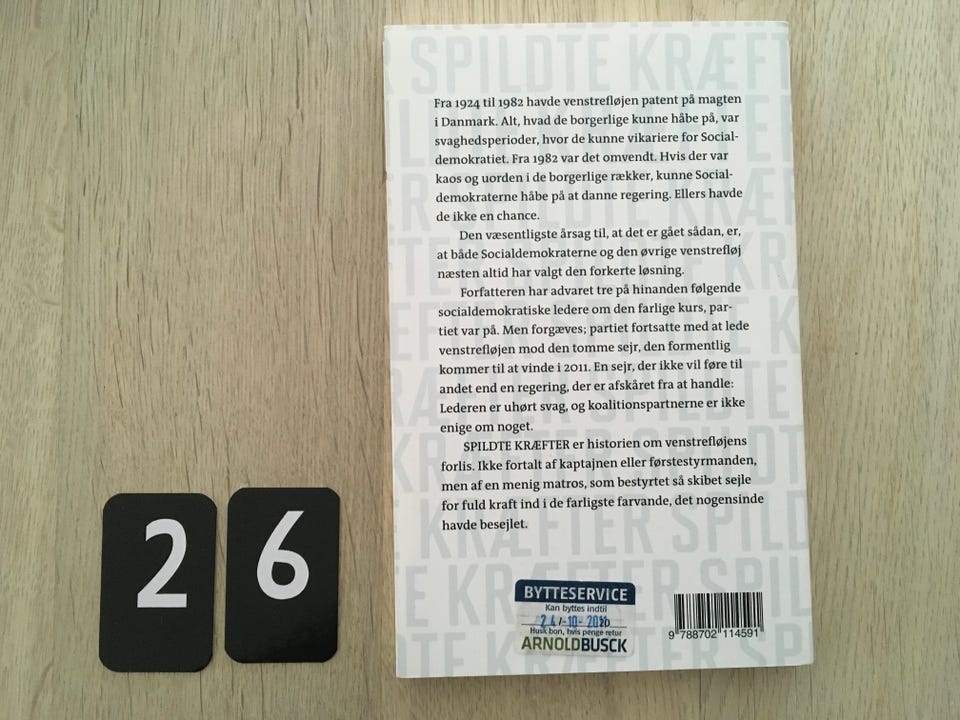 SPILDTE KRÆFT
Fra 1924 til 1982 havde venstrefløjen patent på magten
i Danmark. Alt, hvad de borgerlige kunne håbe på, var
svaghedsperioder, hvor de kunne vikariere for Social-
demokratiet. Fra 1982 var det omvendt. Hvis der var
kaos og uorden i de borgerlige rækker, kunne Social-
demokraterne håbe på at danne regering. Ellers havde
de ikke en chance.
Den væsentligste årsag til, at det er gået sådan, er,
at både Socialdemokraterne og den øvrige venstrefløj
næsten altid har valgt den forkerte løsning.
Forfatteren har advaret tre på hinanden følgende
socialdemokratiske ledere om den farlige kurs, par-
tiet var på. Men forgæves; partiet fortsatte med at lede
venstrefløjen mod den tomme sejr, den formentlig
kommer til at vinde i 2011. En sejr, der ikke vil føre til
andet end en regering, der er afskåret fra at handle:
Lederen er uhørt svag, og koalitionspartnerne er ikke
enige om noget.
SPILDTE KRÆFTER er historien om venstrefløjens
forlis. Ikke fortalt af kaptajnen eller førstestyrmanden,
men af en menig matros, som bestyrtet så skibet sejle
for fuld kraft ind i de farligste farvande, det nogensinde
havde besejlet.
26
BYTTESERVICE
Kan byttes indtil
Husk bon, hvis penge retur
ARNOLDBUSCK
9 788702 114591